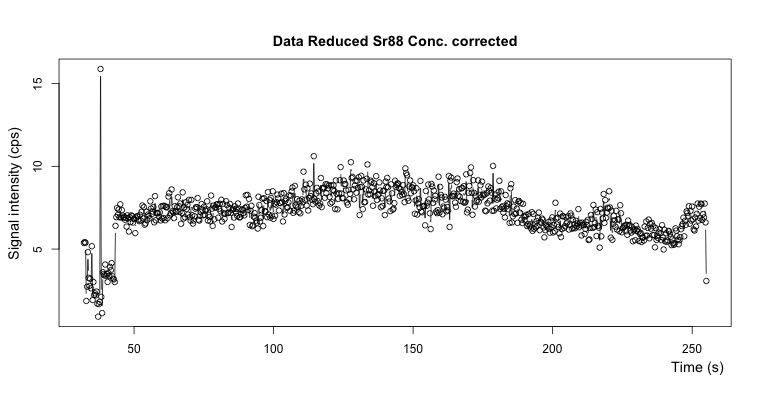 Data Reduced Sr88 Conc. corrected
Signal intensity (cps)
15
10
5
50 100 150 200 250
Time (s)